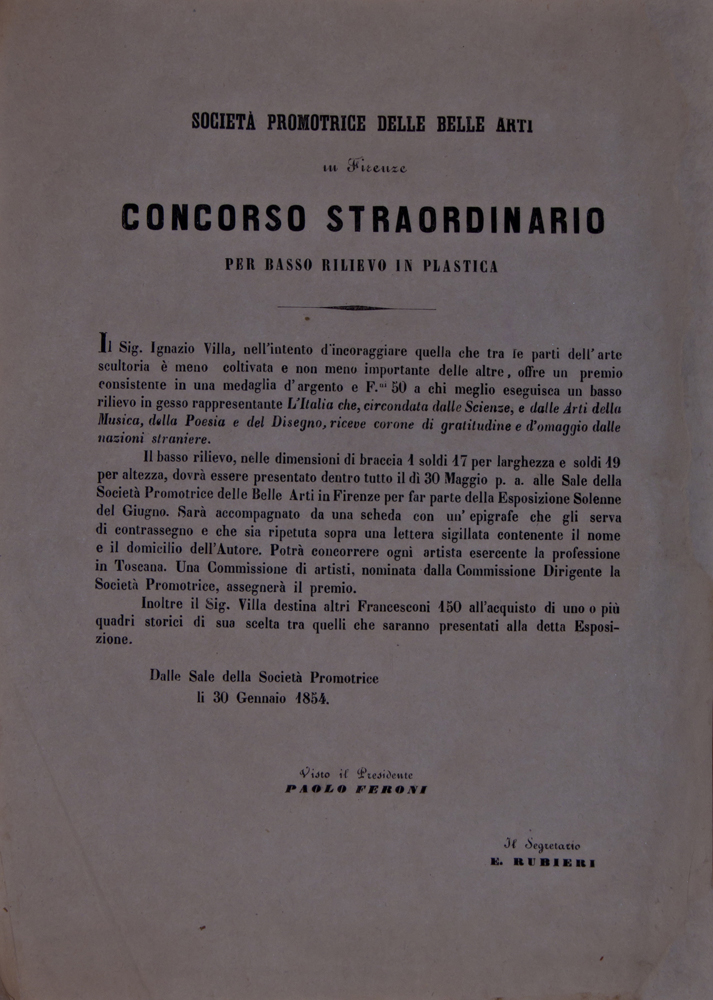 SOCIETÀ PROMOTRICE DELLE BELLE ARTI
in Firenze
CONCORSO STRAORDINARIO
PER BASSO RILIEVO IN PLASTICA
Il Sig. Ignazio Villa, nell'intento d'incoraggiare quella che tra le parti dell'arte
scultoria è meno coltivata e non meno importante delle altre, offre un premio
consistente in una medaglia d'argento e F.ni 50 a chi meglio eseguisca un basso
rilievo in gesso rappresentante L'Italia che, circondata dalle Scienze, e dalle Arti della
Musica, della Poesia e del Disegno, riceve corone di gratitudine e d'omaggio dalle
nazioni straniere.
Il basso rilievo, nelle dimensioni di braccia 1 soldi 17 per larghezza e soldi 19
per altezza, dovrà essere presentato dentro tutto il dì 30 Maggio p. a. alle Sale della
Società Promotrice delle Belle Arti in Firenze per far parte della Esposizione Solenne
del Giugno. Sarà accompagnato da una scheda con un' epigrafe che gli serva
di contrassegno e che sia ripetuta sopra una lettera sigillata contenente il nome
e il domicilio dell'Autore. Potrà concorrere ogni artista esercente la professione
in Toscana. Una Commissione di artisti, nominata dalla Commissione Dirigente la
Società Promotrice, assegnerà il premio.
Inoltre il Sig. Villa destina altri Francesconi 150 all'acquisto di uno o più
quadri storici di sua scelta tra quelli che saranno presentati alla detta Esposi-
zione.
Dalle Sale della Società Promotrice
li 30 Gennaio 1854.
Visto il Presidente
PAOLO FERONI
Il Segretario
E. RUBIERI